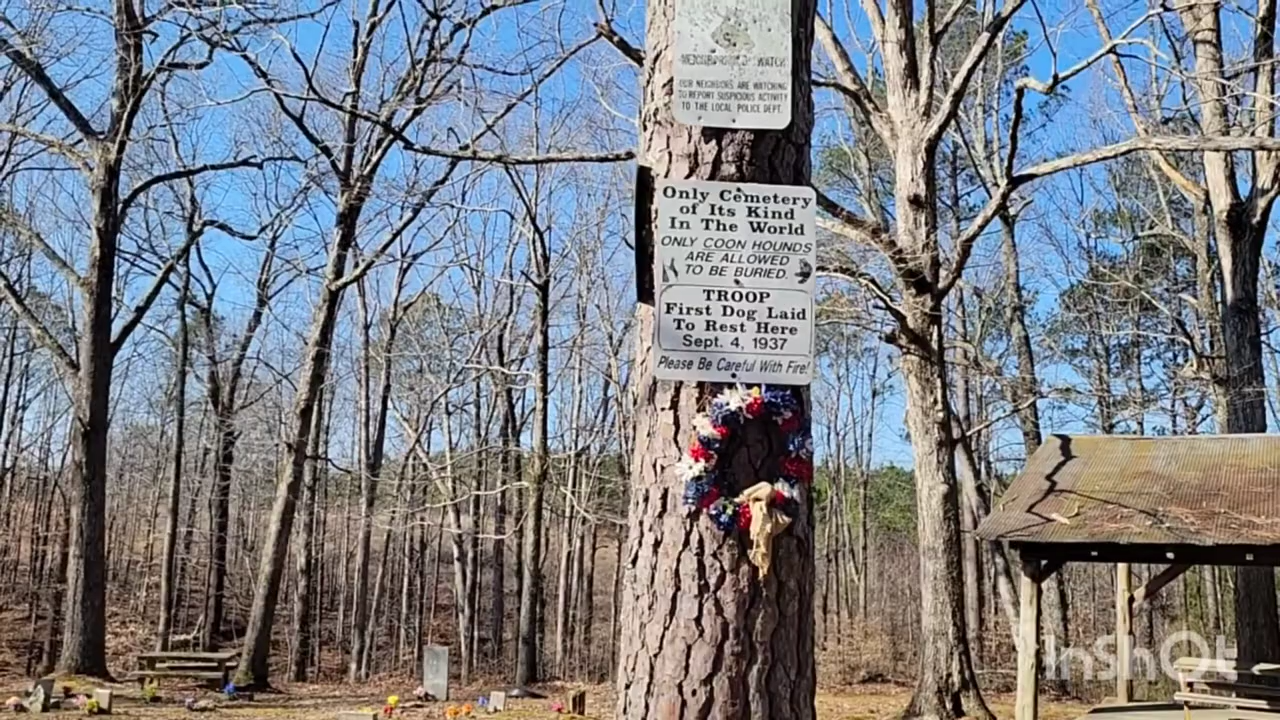 NEIGHBORHOOD WATCH
OUR NEIGHBORS ARE WATCHING
TO REPORT SUSPICIOUS ACTIVITY
TO THE LOCAL POLICE DEPT.
Only Cemetery
of Its Kind
In The World
ONLY COON HOUNDS
ARE ALLOWED
TO BE BURIED.
TROOP
First Dog Laid
To Rest Here
Sept. 4, 1937
Please Be Careful With Fire!
InShOt